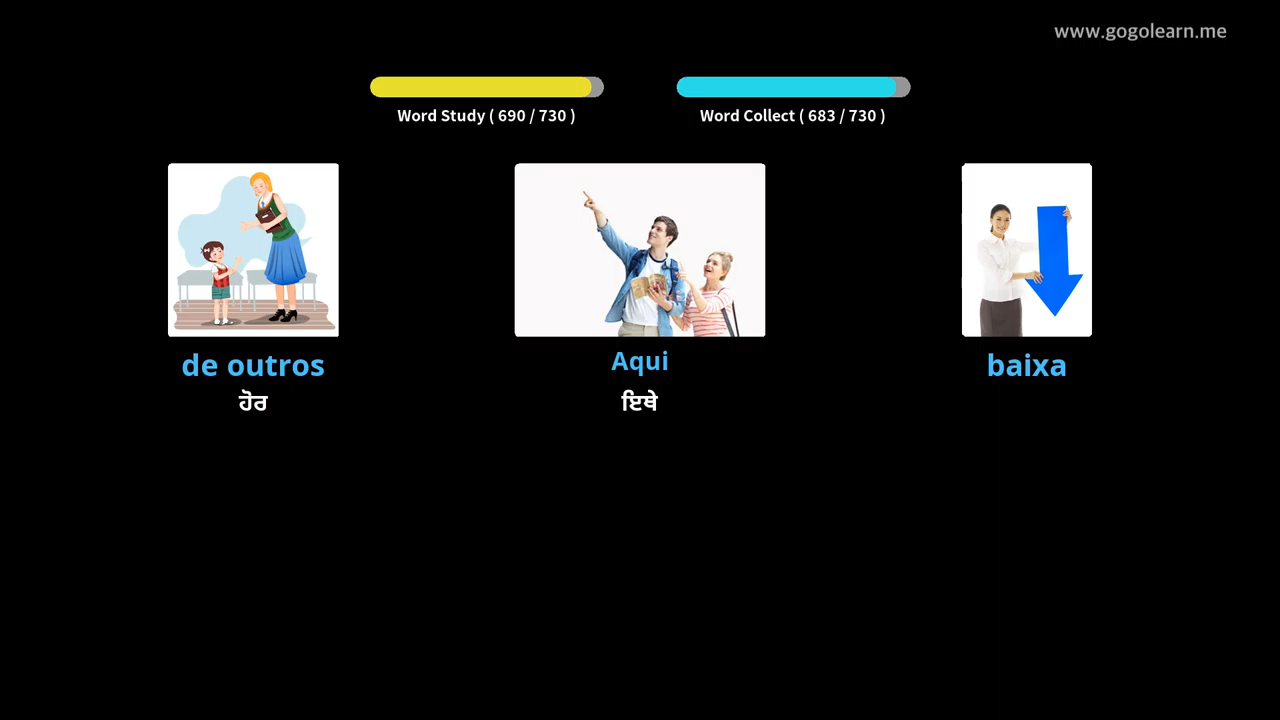 www.gogolearn.me
Word Study ( 690 / 730 )
Word Collect ( 683 / 730 )
de outros
Aqui
baixa
ਹੋਰ
ਇਥੇ